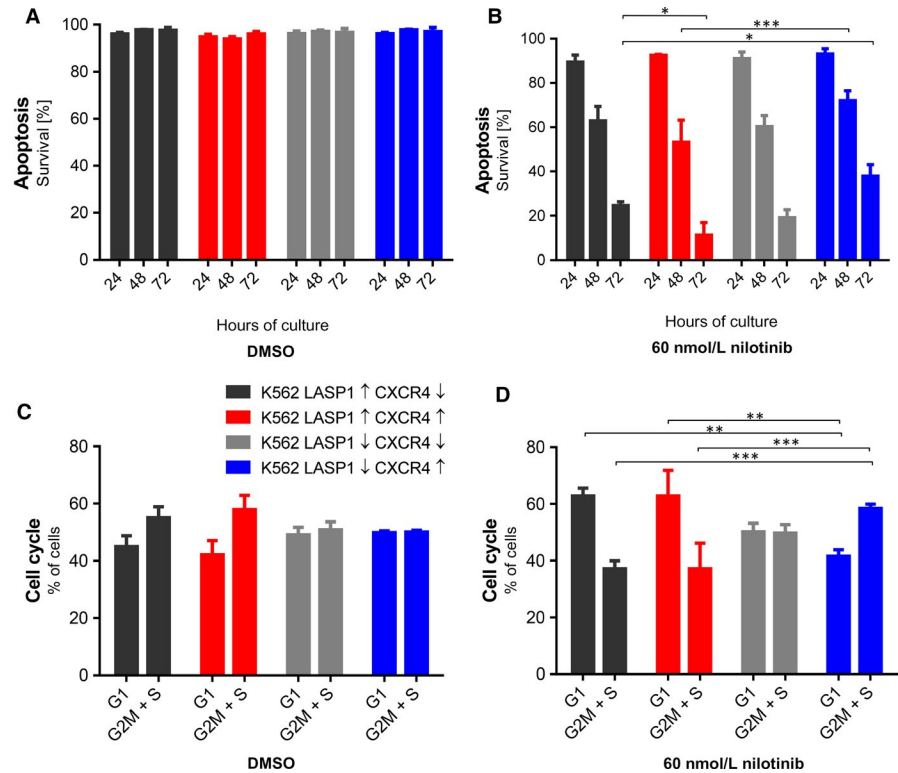 A
Apoptosis
Survival [%]
100
80
60
40
20
0
24 48 72 24 48 72 24 48 72 24 48 72
Hours of culture
DMSO
B
* 
***
*
Apoptosis
Survival [%]
100
80
60
40
20
0
24 48 72 24 48 72 24 48 72 24 48 72
Hours of culture
60 nmol/L nilotinib
C
K562 LASP1 ↑ CXCR4 ↓
K562 LASP1 ↑ CXCR4 ↑
K562 LASP1 ↓ CXCR4 ↓
K562 LASP1 ↓ CXCR4 ↑
Cell cycle
% of cells
80
60
40
20
0
G1 G2M + S G1 G2M + S G1 G2M + S G1 G2M + S
DMSO
D
**
**
***
***
Cell cycle
% of cells
80
60
40
20
0
G1 G2M + S G1 G2M + S G1 G2M + S G1 G2M + S
60 nmol/L nilotinib